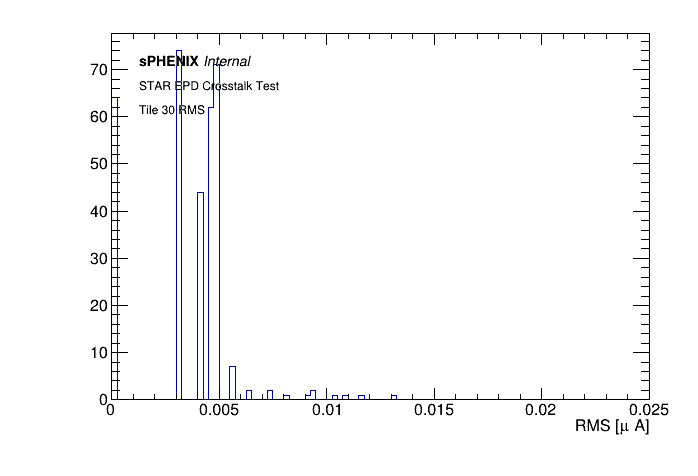 sPHENIX Internal
STAR EPD Crosstalk Test
Tile 30 RMS
70
60
50
40
30
20
10
0
0 0.005 0.01 0.015 0.02 0.025
RMS [μ A]